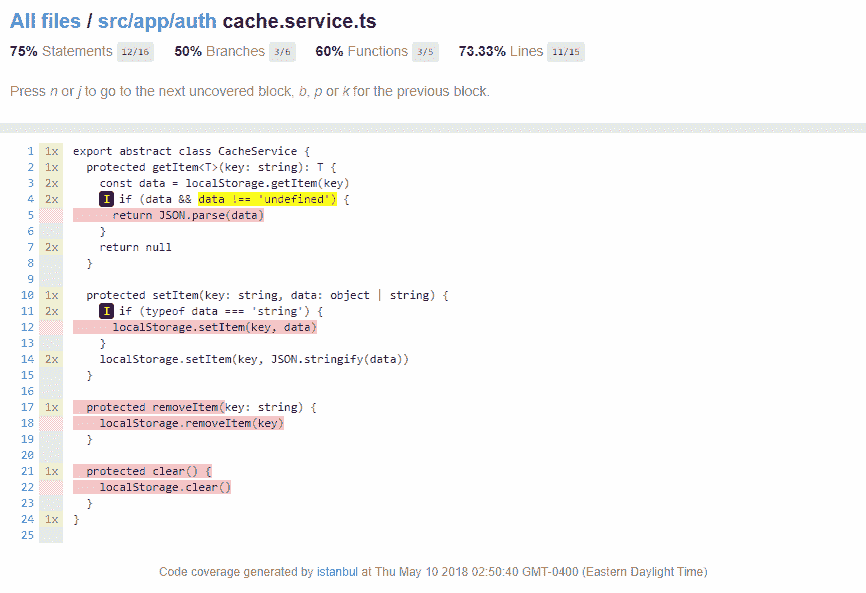 All files / src/app/auth cache.service.ts
75% Statements 12/16 50% Branches 3/6 60% Functions 3/5 73.33% Lines 11/15
Press n or j to go to the next uncovered block, b, p or k for the previous block.
1 1x export abstract class CacheService {
2 1x protected getItem<T>(key: string): T {
3 2x const data = localStorage.getItem(key)
4 2x I if (data && data !== 'undefined') {
5 return JSON.parse(data)
6 }
7 2x return null
8 }
9
10 1x protected setItem(key: string, data: object | string) {
11 2x I if (typeof data === 'string') {
12 localStorage.setItem(key, data)
13 }
14 2x localStorage.setItem(key, JSON.stringify(data))
15 }
16
17 1x protected removeItem(key: string) {
18 localStorage.removeItem(key)
19 }
20
21 1x protected clear() {
22 localStorage.clear()
23 }
24 1x }
25
Code coverage generated by istanbul at Thu May 10 2018 02:50:40 GMT-0400 (Eastern Daylight Time)